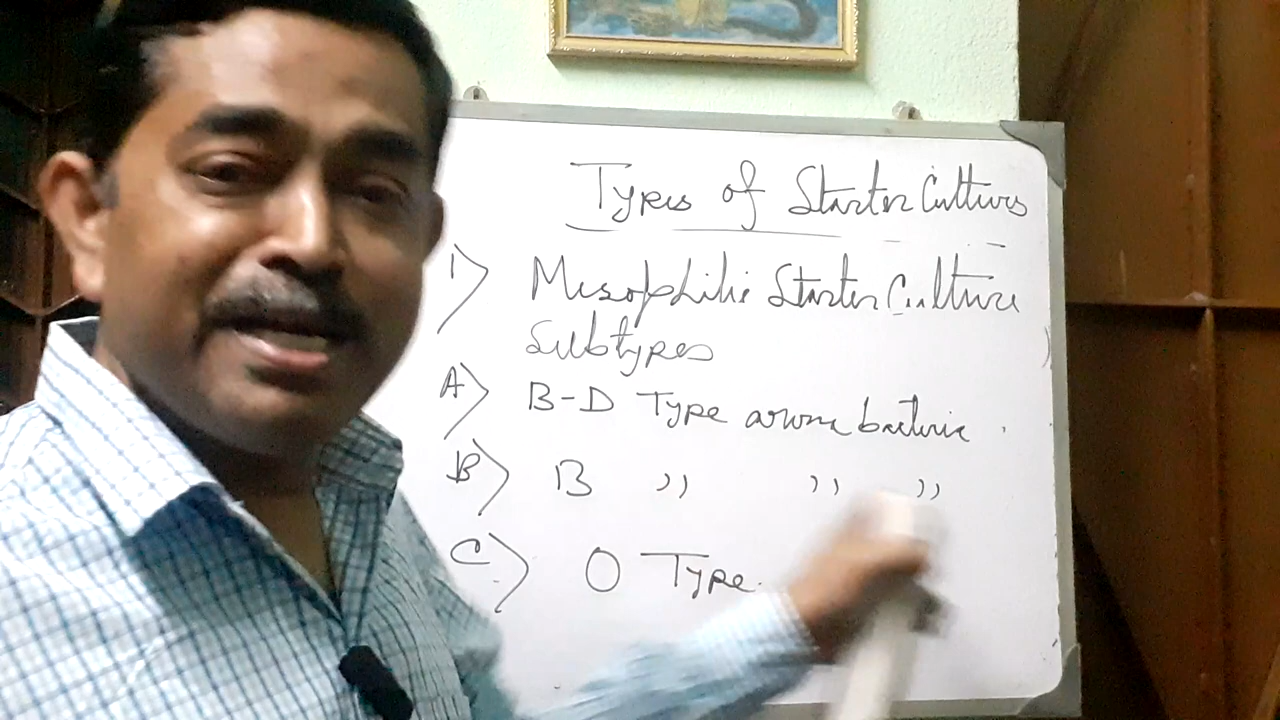 Types of Starter Cultures
1) Mesophilic Starter Culture
Subtypes
A) B-D Type aroma bacteria.
B) B ,, ,, ,,
C) O Type.